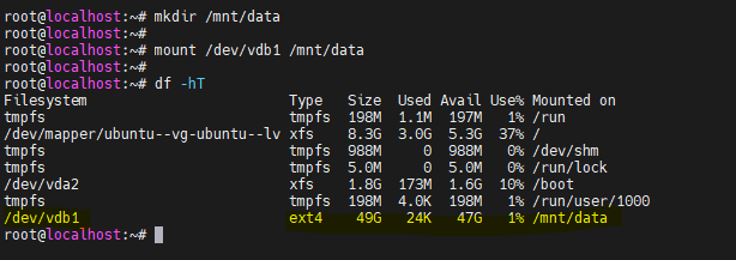 root@localhost:~# mkdir /mnt/data
root@localhost:~#
root@localhost:~# mount /dev/vdb1 /mnt/data
root@localhost:~#
root@localhost:~# df -hT
Filesystem Type Size Used Avail Use% Mounted on
tmpfs tmpfs 198M 1.1M 197M 1% /run
/dev/mapper/ubuntu--vg-ubuntu--lv xfs 8.3G 3.0G 5.3G 37% /
tmpfs tmpfs 988M 0 988M 0% /dev/shm
tmpfs tmpfs 5.0M 0 5.0M 0% /run/lock
/dev/vda2 xfs 1.8G 173M 1.6G 10% /boot
tmpfs tmpfs 198M 4.0K 198M 1% /run/user/1000
/dev/vdb1 ext4 49G 24K 47G 1% /mnt/data
root@localhost:~#